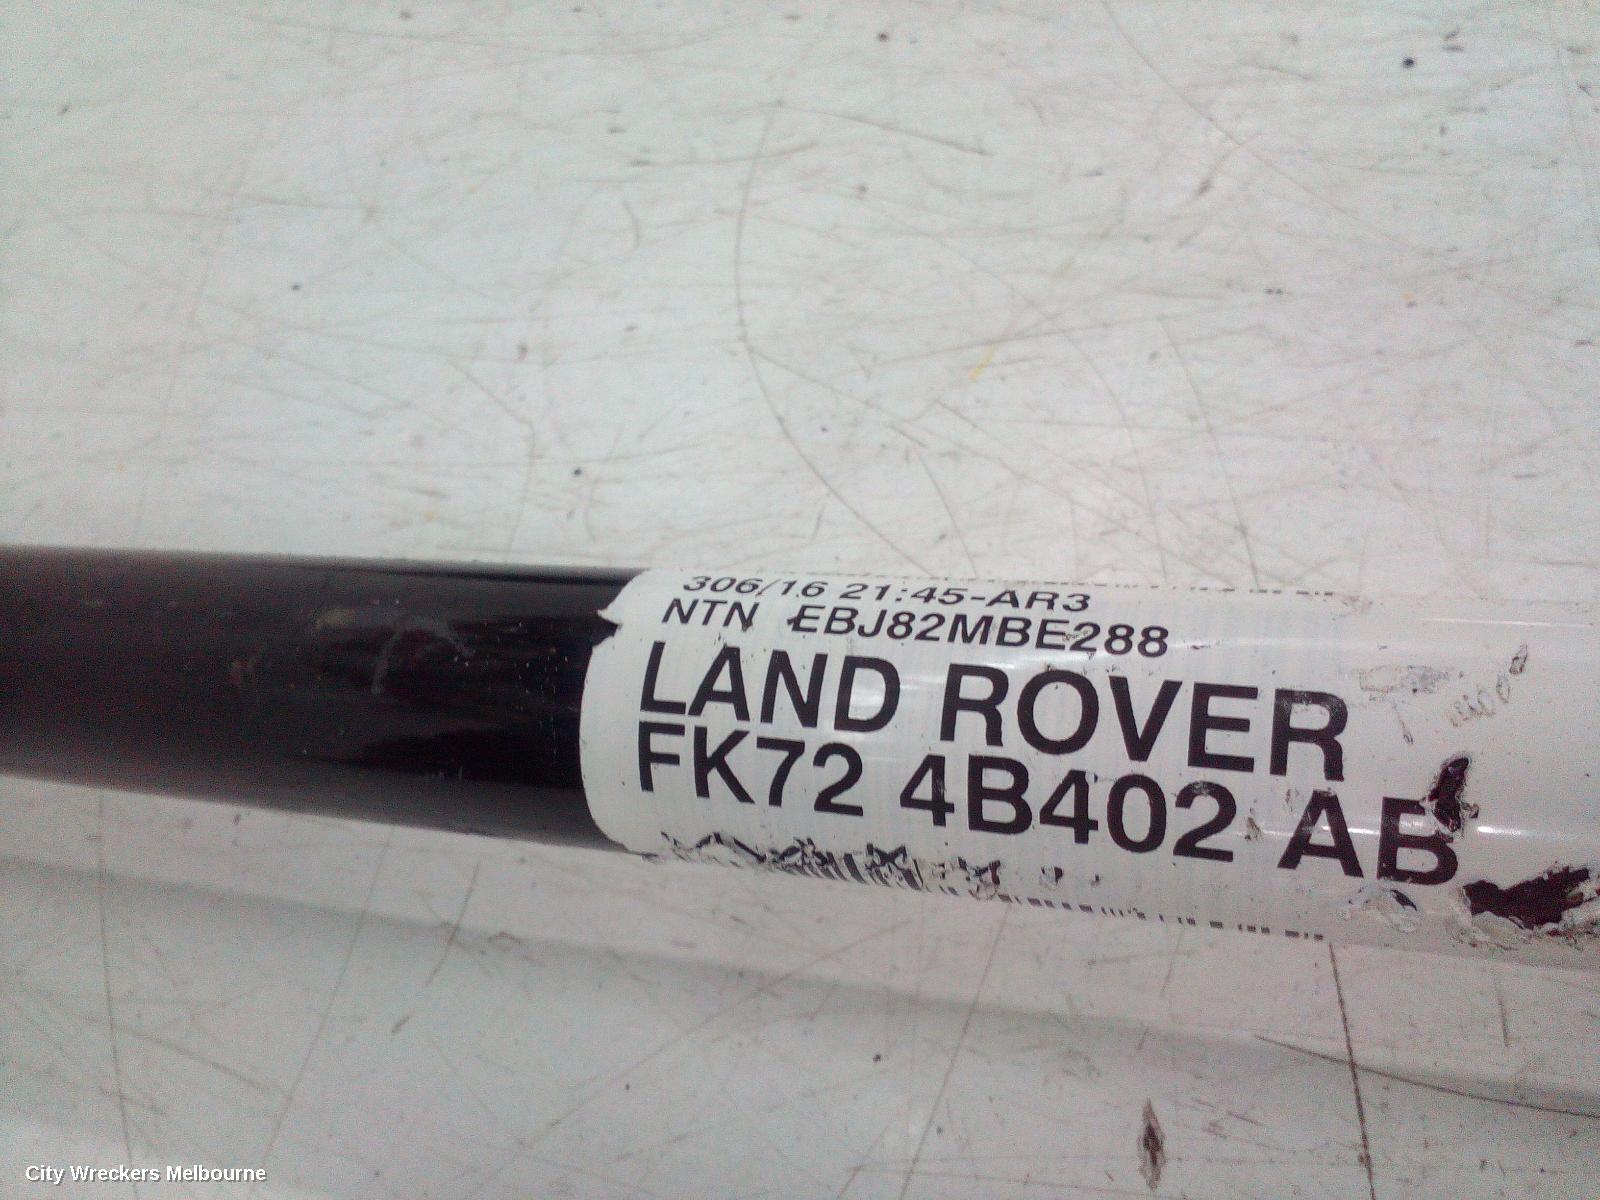 306/16 21:45-AR3
NTN EBJ82MBE288
LAND ROVER
FK72 4B402 AB
City Wreckers Melbourne